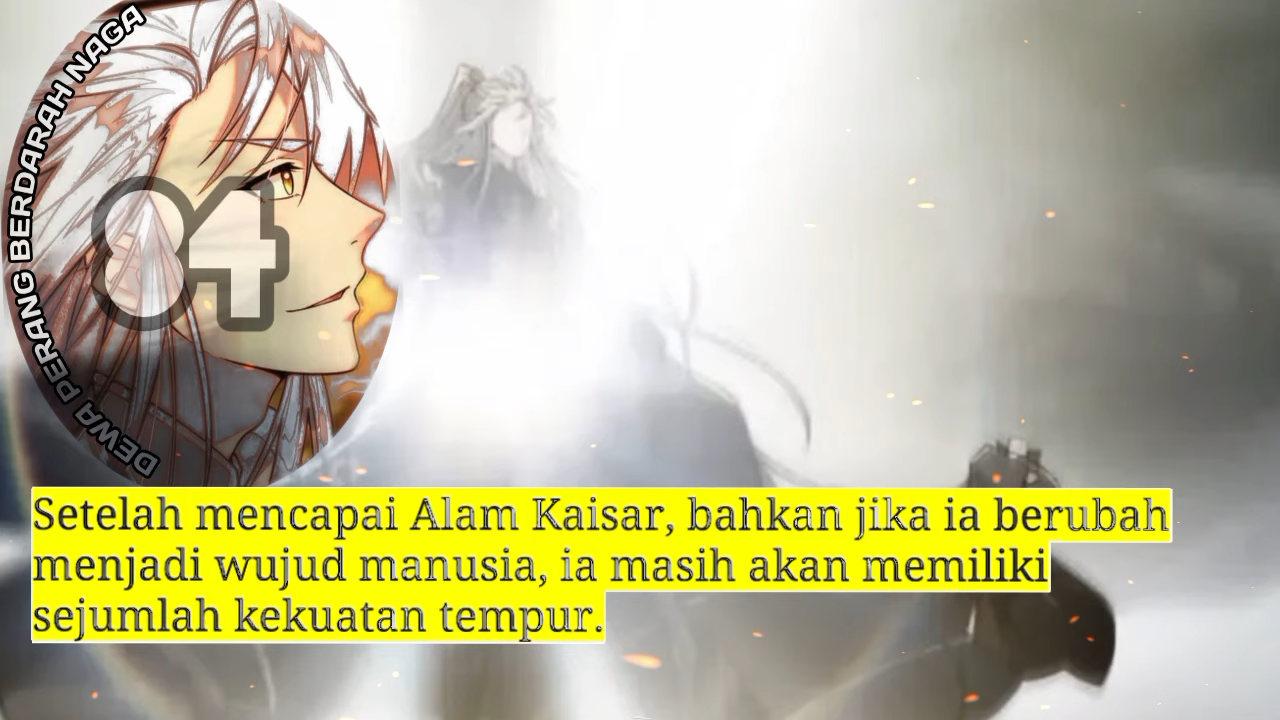 DEWA PERANG BERDARAH NAGA
84
Setelah mencapai Alam Kaisar, bahkan jika ia berubah
menjadi wujud manusia, ia masih akan memiliki
sejumlah kekuatan tempur.